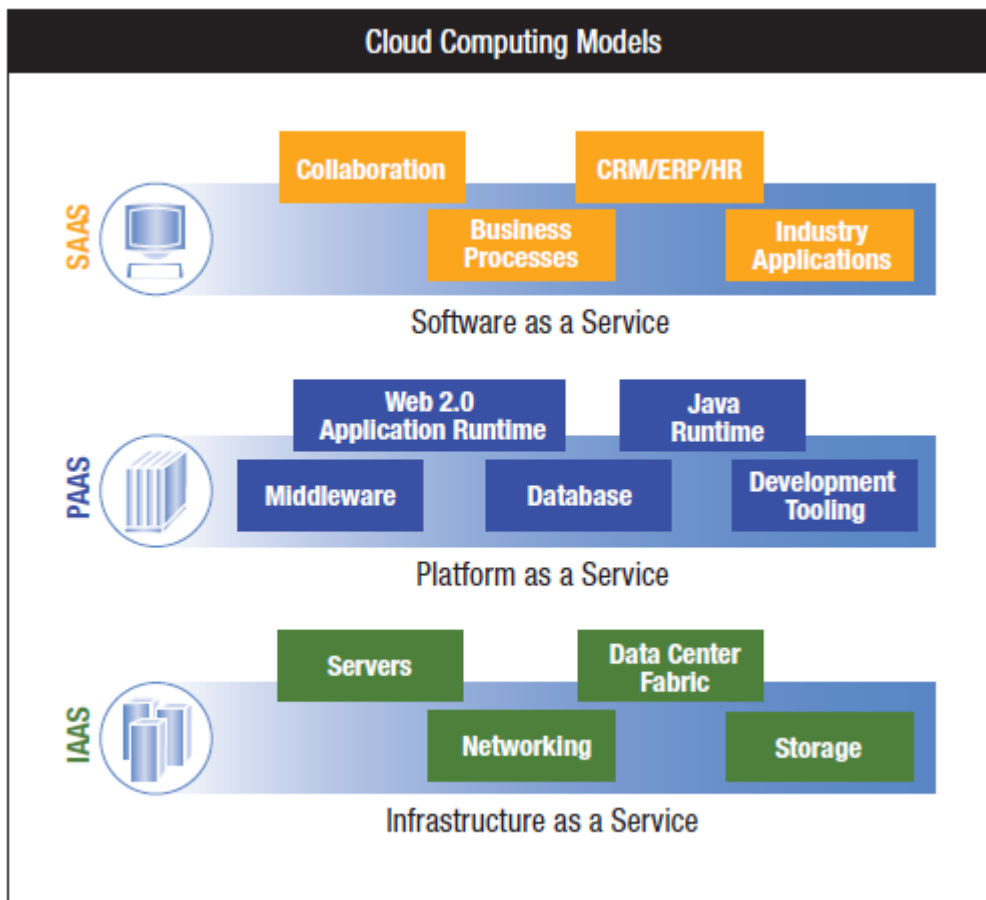 Cloud Computing Models
SAAS
Collaboration
CRM/ERP/HR
Business
Processes
Industry
Applications
Software as a Service
PAAS
Web 2.0
Application Runtime
Java
Runtime
Middleware
Database
Development
Tooling
Platform as a Service
IAAS
Servers
Data Center
Fabric
Networking
Storage
Infrastructure as a Service